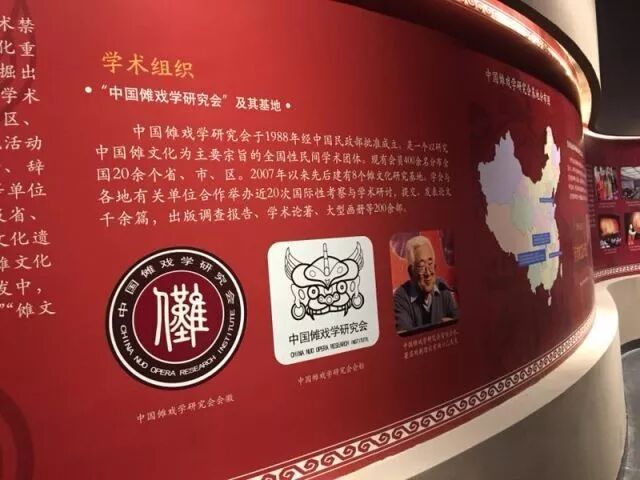 术禁
化重
掘出
学术
区、
活动
、辞
单位
及省、
文化遗
傩文化
发中,
“傩文
学术组织
·“中国傩戏学研究会”及其基地·
中国傩戏学研究会于1988年经中国民政部批准成立，是一个以研究
中国傩文化为主要宗旨的全国性民间学术团体。现有会员400余名分布全
国20余个省、市、区。2007年以来先后建有8个傩文化研究基地。学会与
各地有关单位合作举办近20次国际性考察与学术研讨，提交、发表论文
千余篇，出版调查报告、学术论著、大型画册等200余部。
中国傩戏学研究会
儺
CHINA NUO OPERA RESEARCH INSTITUTE
中国傩戏学研究会会徽
中国傩戏学研究会
CHINA NUO OPERA RESEARCH INSTITUTE
中国傩戏学研究会会标
中国傩戏学研究会
中国傩戏学研究会基地分布图